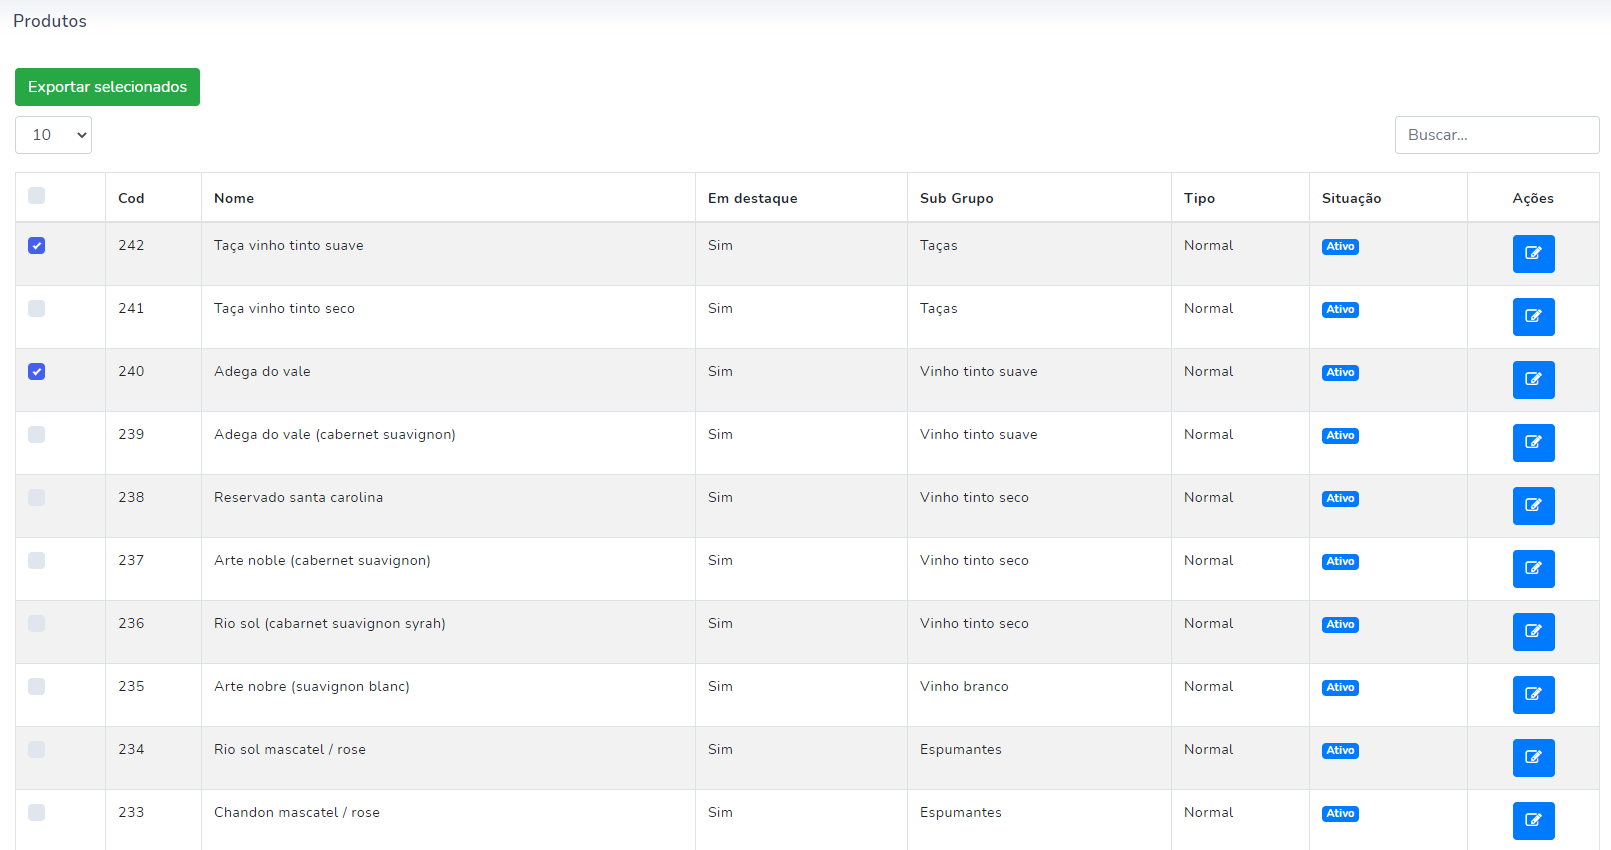 Produtos
Exportar selecionados
10
Buscar...
Cod Nome Em destaque Sub Grupo Tipo Situação Ações
242 Taça vinho tinto suave Sim Taças Normal Ativo
241 Taça vinho tinto seco Sim Taças Normal Ativo
240 Adega do vale Sim Vinho tinto suave Normal Ativo
239 Adega do vale (cabernet suavignon) Sim Vinho tinto suave Normal Ativo
238 Reservado santa carolina Sim Vinho tinto seco Normal Ativo
237 Arte noble (cabernet suavignon) Sim Vinho tinto seco Normal Ativo
236 Rio sol (cabarnet suavignon syrah) Sim Vinho tinto seco Normal Ativo
235 Arte nobre (suavignon blanc) Sim Vinho branco Normal Ativo
234 Rio sol mascatel / rose Sim Espumantes Normal Ativo
233 Chandon mascatel / rose Sim Espumantes Normal Ativo